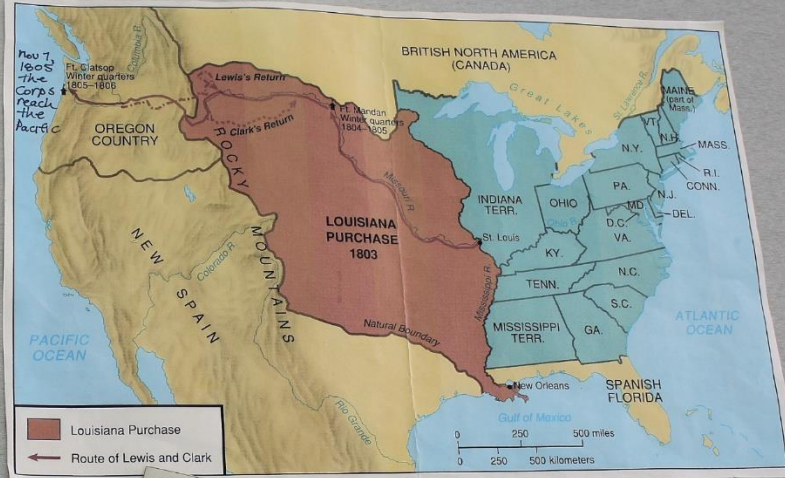 Nov 7,
1805
the
Corps
reach
the
Pacific
Ft. Clatsop
Winter quarters
1805–1806
Columbia R.
OREGON
COUNTRY
Lewis's Return
Clark's Return
Ft. Mandan
Winter quarters
1804–1805
BRITISH NORTH AMERICA
(CANADA)
Great Lakes
St. Lawrence R.
MAINE
(part of
Mass.)
VT.
N.H.
MASS.
N.Y.
R.I.
CONN.
PA.
N.J.
MD.
DEL.
D.C.
VA.
OHIO
Ohio R.
INDIANA
TERR.
KY.
TENN.
N.C.
S.C.
GA.
MISSISSIPPI
TERR.
ROCKY
MOUNTAINS
Missouri R.
St. Louis
LOUISIANA
PURCHASE
1803
Mississippi R.
Natural Boundary
NEW
SPAIN
Colorado R.
Rio Grande
New Orleans
SPANISH
FLORIDA
Gulf of Mexico
PACIFIC
OCEAN
ATLANTIC
OCEAN
Louisiana Purchase
Route of Lewis and Clark
0 250 500 miles
0 250 500 kilometers